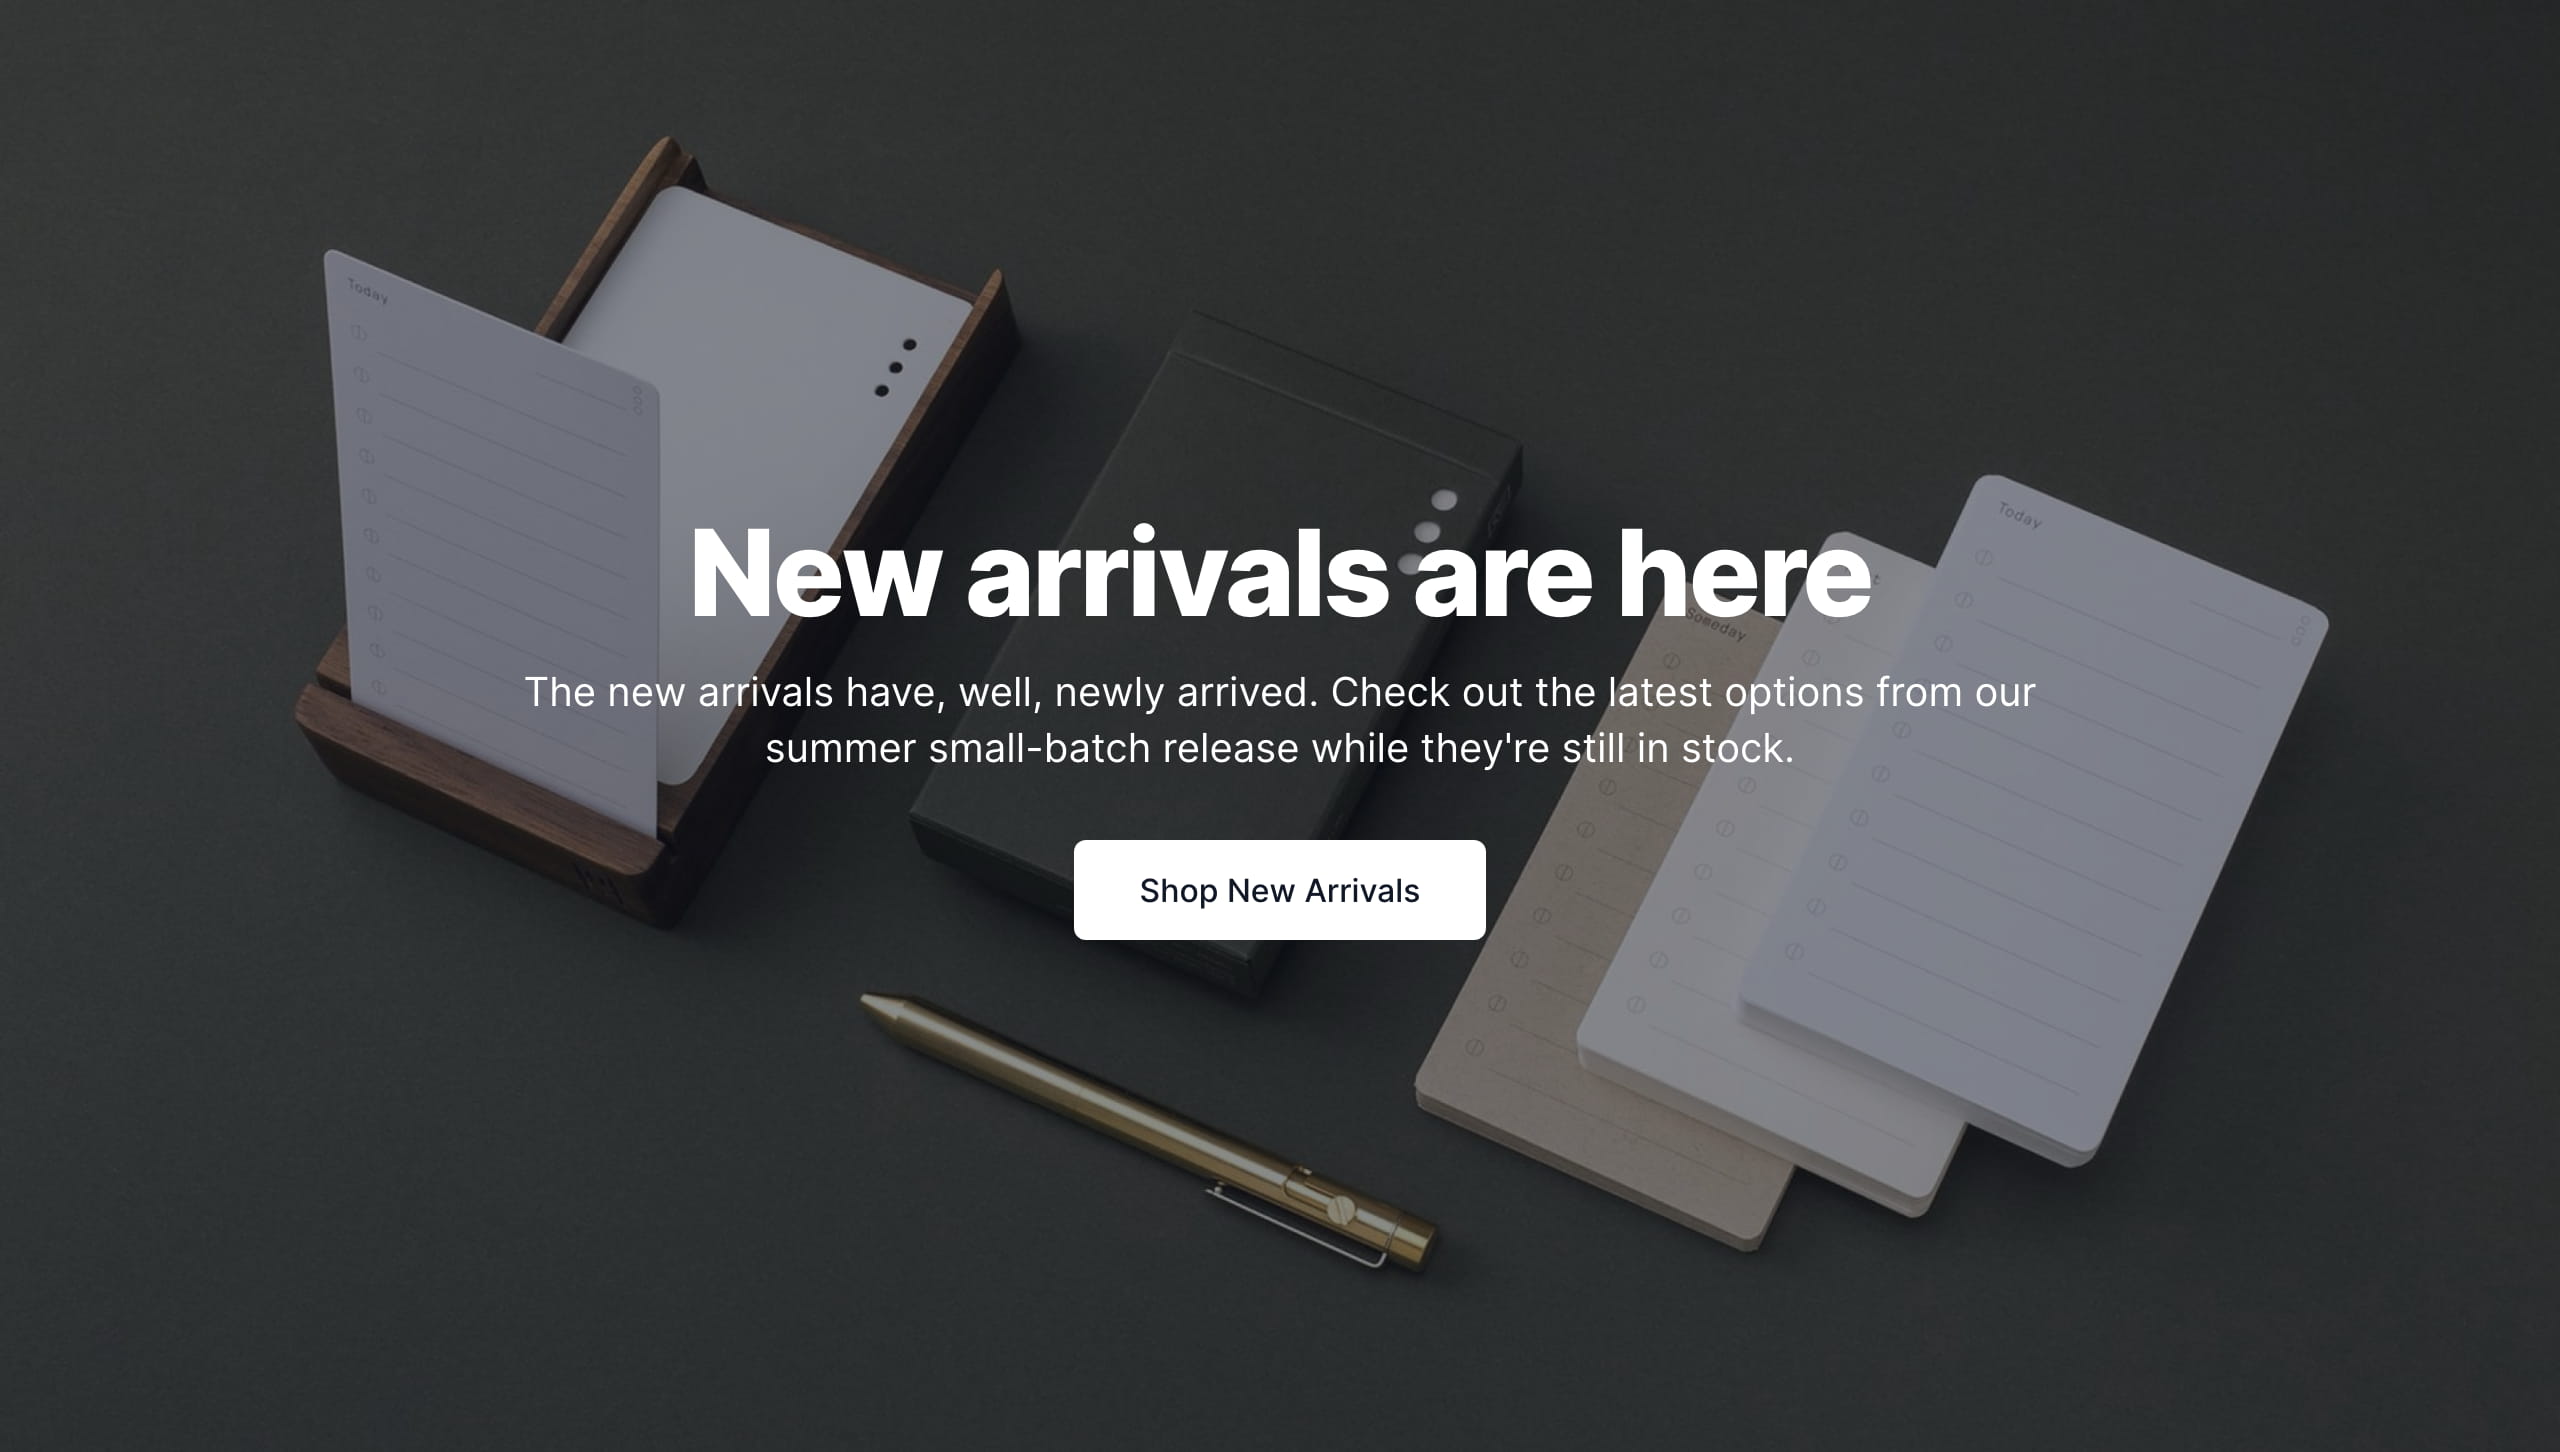 Today
Today
New arrivals are here
Someday
The new arrivals have, well, newly arrived. Check out the latest options from our
summer small-batch release while they're still in stock.
Shop New Arrivals